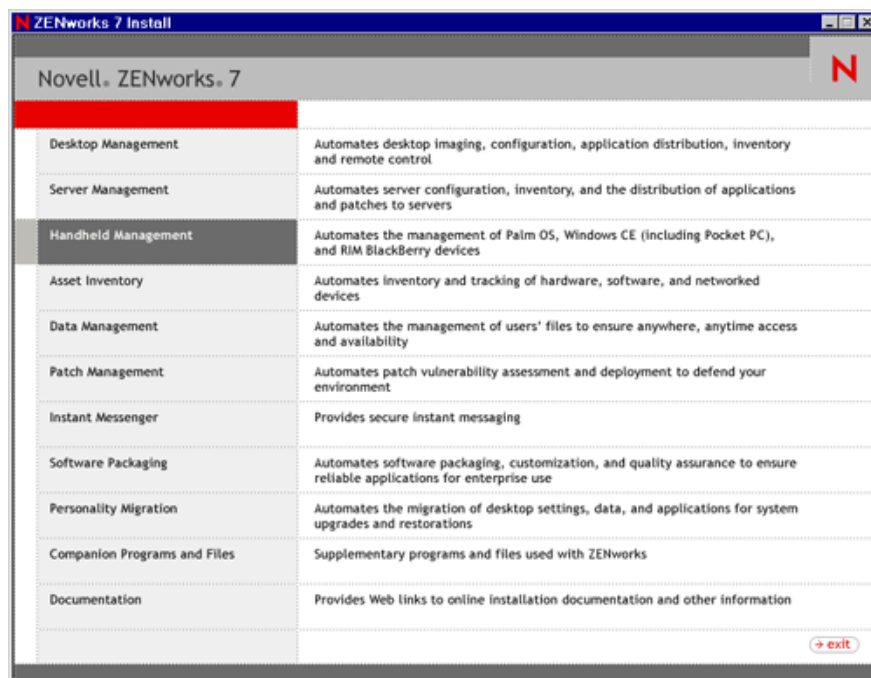 N ZENworks 7 Install
N
Novell® ZENworks® 7
Desktop Management
Automates desktop imaging, configuration, application distribution, inventory
and remote control
Server Management
Automates server configuration, inventory, and the distribution of applications
and patches to servers
Handheld Management
Automates the management of Palm OS, Windows CE (including Pocket PC),
and RIM BlackBerry devices
Asset Inventory
Automates inventory and tracking of hardware, software, and networked
devices
Data Management
Automates the management of users' files to ensure anywhere, anytime access
and availability
Patch Management
Automates patch vulnerability assessment and deployment to defend your
environment
Instant Messenger
Provides secure instant messaging
Software Packaging
Automates software packaging, customization, and quality assurance to ensure
reliable applications for enterprise use
Personality Migration
Automates the migration of desktop settings, data, and applications for system
upgrades and restorations
Companion Programs and Files
Supplementary programs and files used with ZENworks
Documentation
Provides Web links to online installation documentation and other information
exit